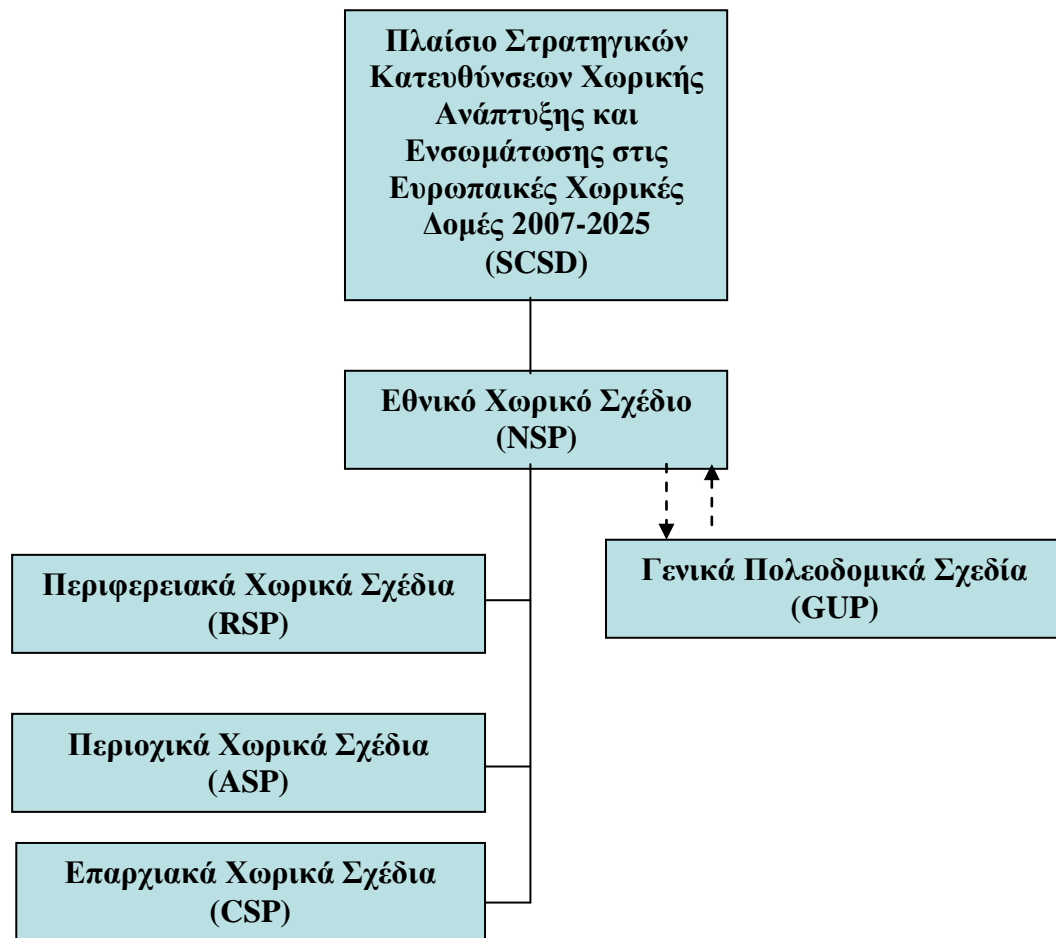 Πλαίσιο Στρατηγικών
Κατευθύνσεων Χωρικής
Ανάπτυξης και
Ενσωμάτωσης στις
Ευρωπαικές Χωρικές
Δομές 2007-2025
(SCSD)
Εθνικό Χωρικό Σχέδιο
(NSP)
Περιφερειακά Χωρικά Σχέδια
(RSP)
Γενικά Πολεοδομικά Σχεδία
(GUP)
Περιοχικά Χωρικά Σχέδια
(ASP)
Επαρχιακά Χωρικά Σχέδια
(CSP)